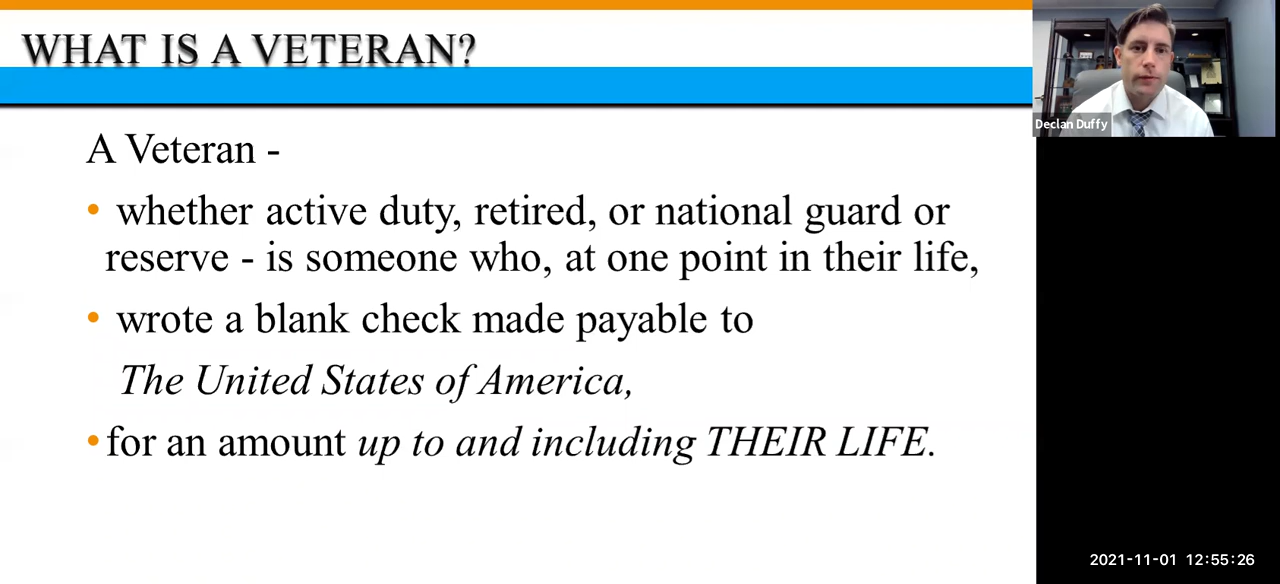 WHAT IS A VETERAN?
Declan Duffy
A Veteran -
• whether active duty, retired, or national guard or
reserve - is someone who, at one point in their life,
• wrote a blank check made payable to
The United States of America,
• for an amount up to and including THEIR LIFE.
2021-11-01 12:55:26